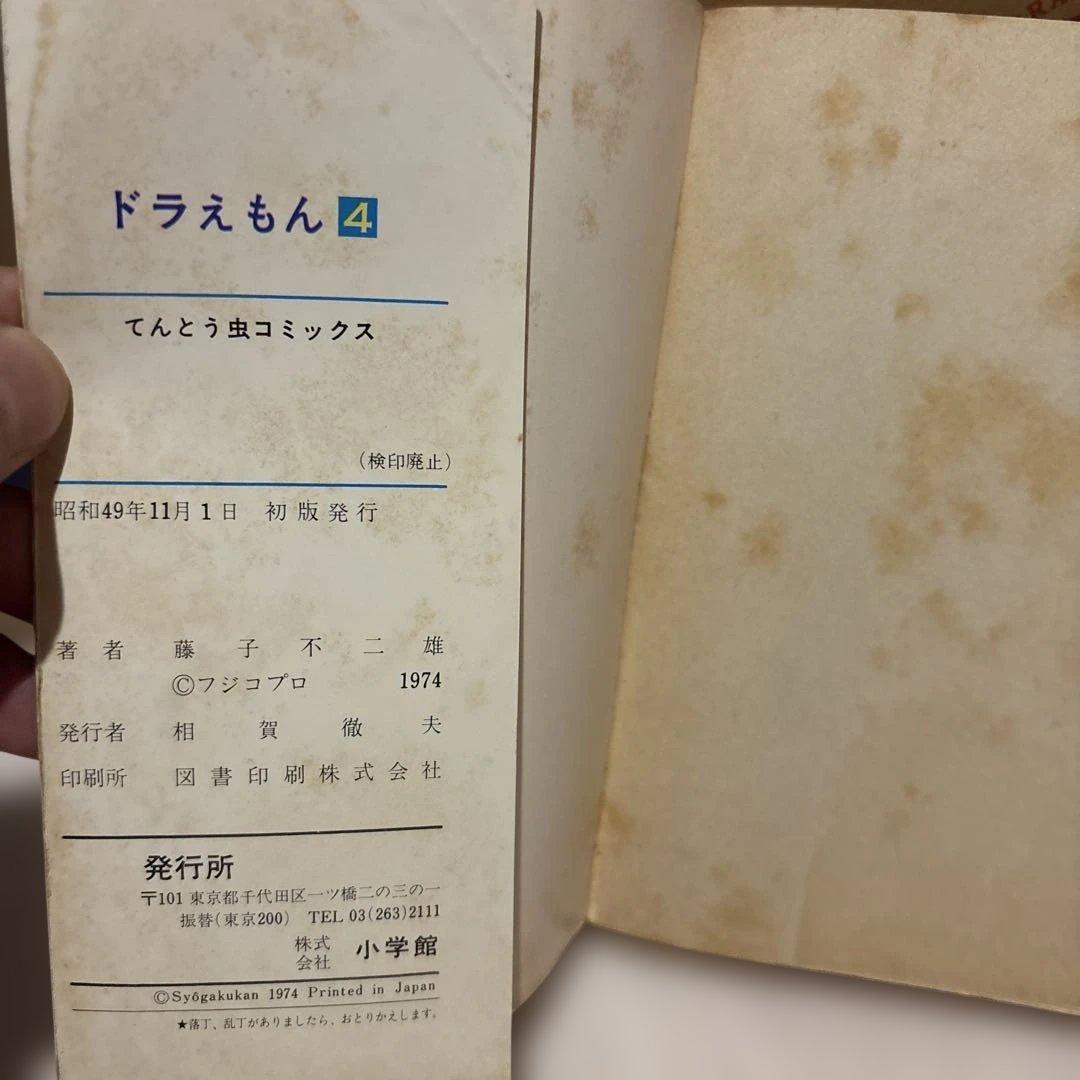 ドラえもん 4
てんとう虫コミックス
(検印廃止)
昭和49年11月1日 初版発行
著者 藤子不二雄
©フジコプロ 1974
発行者 相賀徹夫
印刷所 図書印刷株式会社
発行所
〒101 東京都千代田区一ツ橋二の三の一
振替(東京200) TEL 03(263)2111
株式会社 小学館
©Syôgakukan 1974 Printed in Japan
★落丁、乱丁がありましたら、おとりかえします。